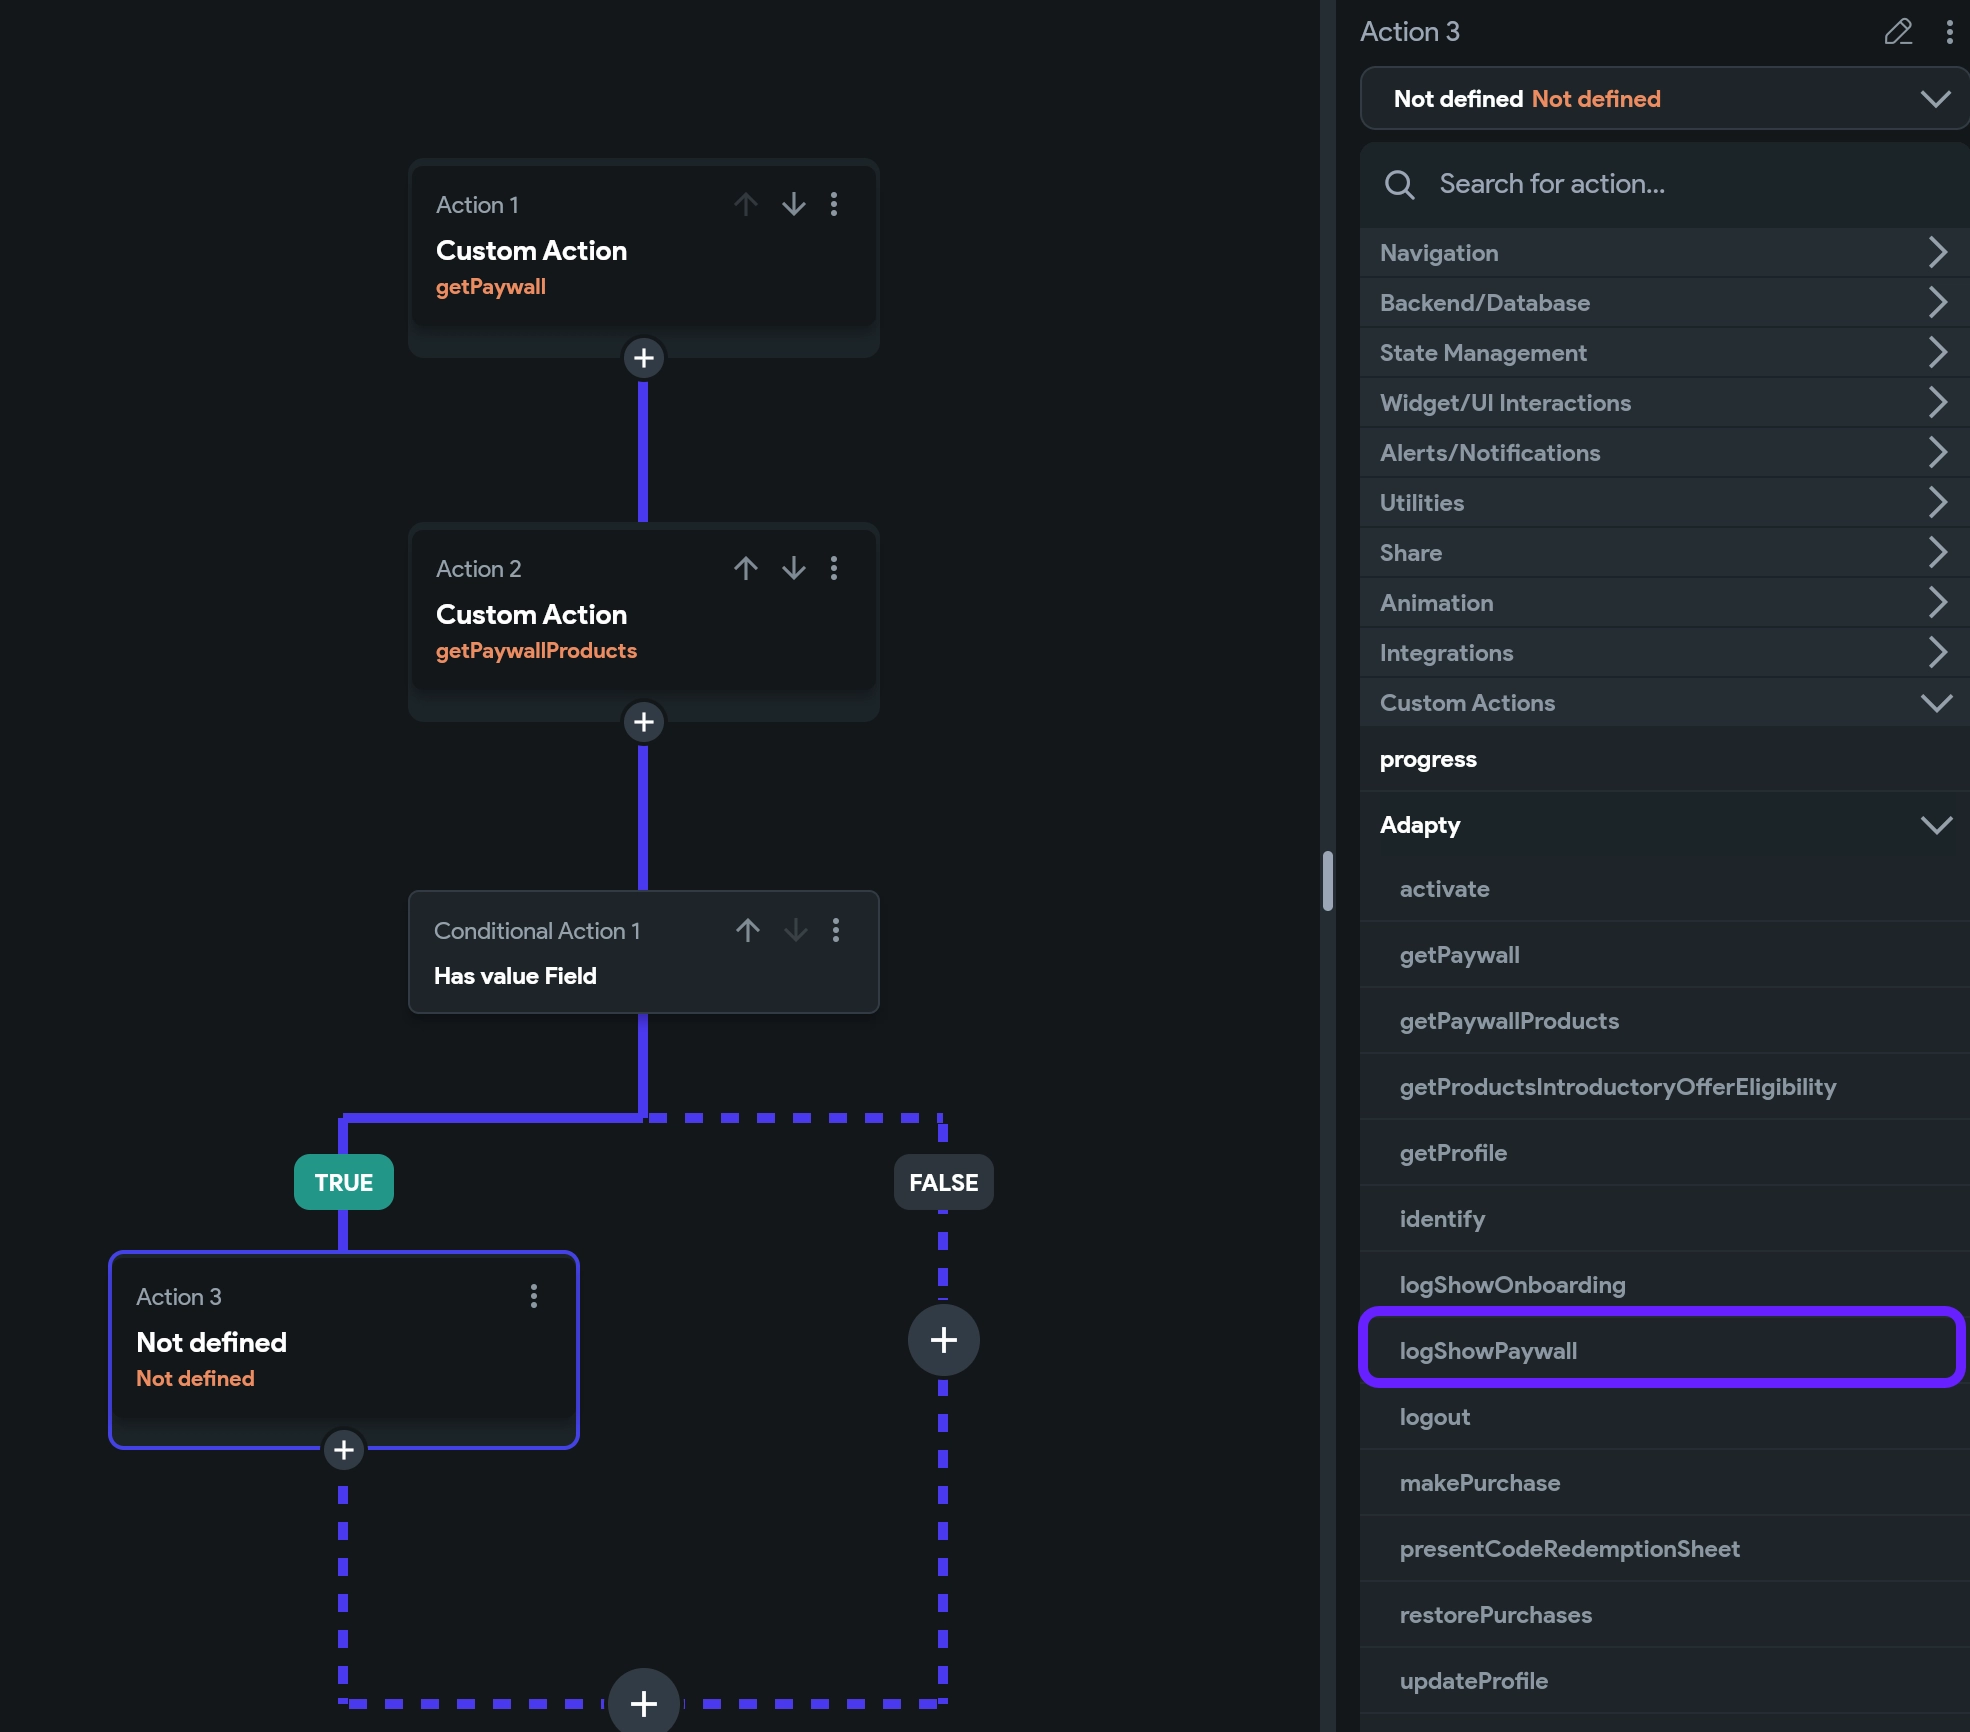 Action 1
Custom Action
getPaywall
Action 2
Custom Action
getPaywallProducts
Conditional Action 1
Has value Field
TRUE
FALSE
Action 3
Not defined
Not defined
Action 3
Not defined Not defined
Search for action...
Navigation
Backend/Database
State Management
Widget/UI Interactions
Alerts/Notifications
Utilities
Share
Animation
Integrations
Custom Actions
progress
Adapty
activate
getPaywall
getPaywallProducts
getProductsIntroductoryOfferEligibility
getProfile
identify
logShowOnboarding
logShowPaywall
logout
makePurchase
presentCodeRedemptionSheet
restorePurchases
updateProfile